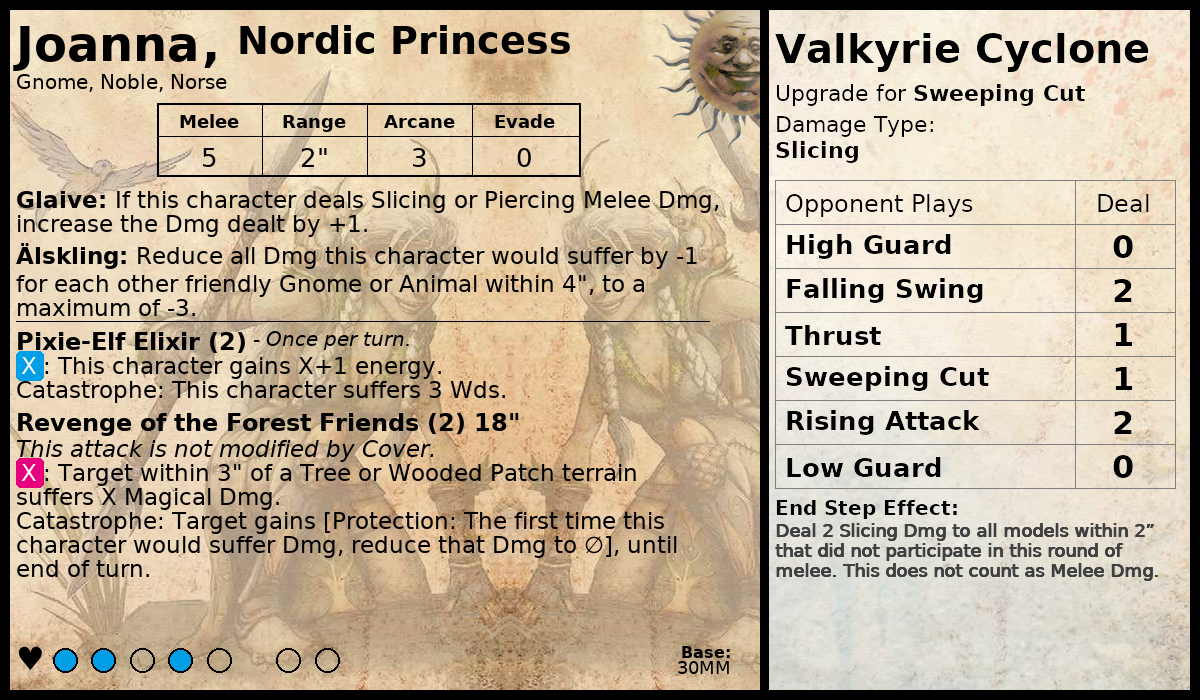 Joanna, Nordic Princess
Gnome, Noble, Norse
Melee Range Arcane Evade
5 2" 3 0
Glaive: If this character deals Slicing or Piercing Melee Dmg,
increase the Dmg dealt by +1.
Älskling: Reduce all Dmg this character would suffer by -1
for each other friendly Gnome or Animal within 4", to a
maximum of -3.
Pixie-Elf Elixir (2) - Once per turn.
X: This character gains X+1 energy.
Catastrophe: This character suffers 3 Wds.
Revenge of the Forest Friends (2) 18"
This attack is not modified by Cover.
X: Target within 3" of a Tree or Wooded Patch terrain
suffers X Magical Dmg.
Catastrophe: Target gains [Protection: The first time this
character would suffer Dmg, reduce that Dmg to ∅], until
end of turn.
Base:
30MM
Valkyrie Cyclone
Upgrade for Sweeping Cut
Damage Type:
Slicing
Opponent Plays Deal
High Guard 0
Falling Swing 2
Thrust 1
Sweeping Cut 1
Rising Attack 2
Low Guard 0
End Step Effect:
Deal 2 Slicing Dmg to all models within 2”
that did not participate in this round of
melee. This does not count as Melee Dmg.